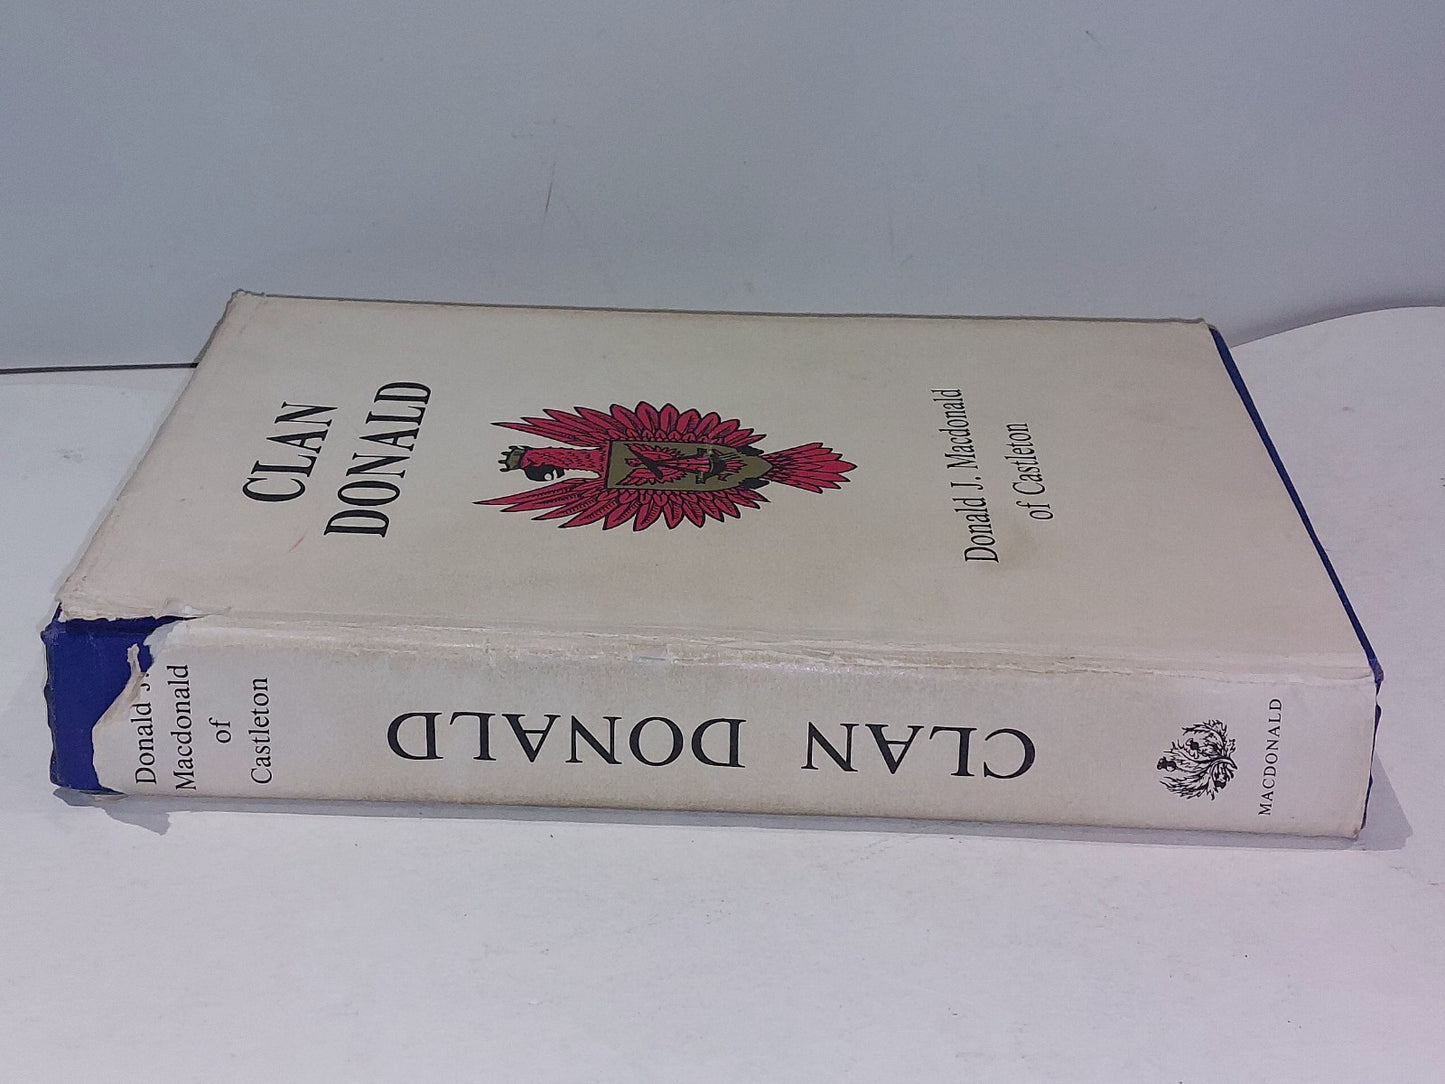 CLAN
DONALD
Donald J. Macdonald
of Castleton
Donald J.
Macdonald
of
Castleton
CLAN DONALD
MACDONALD